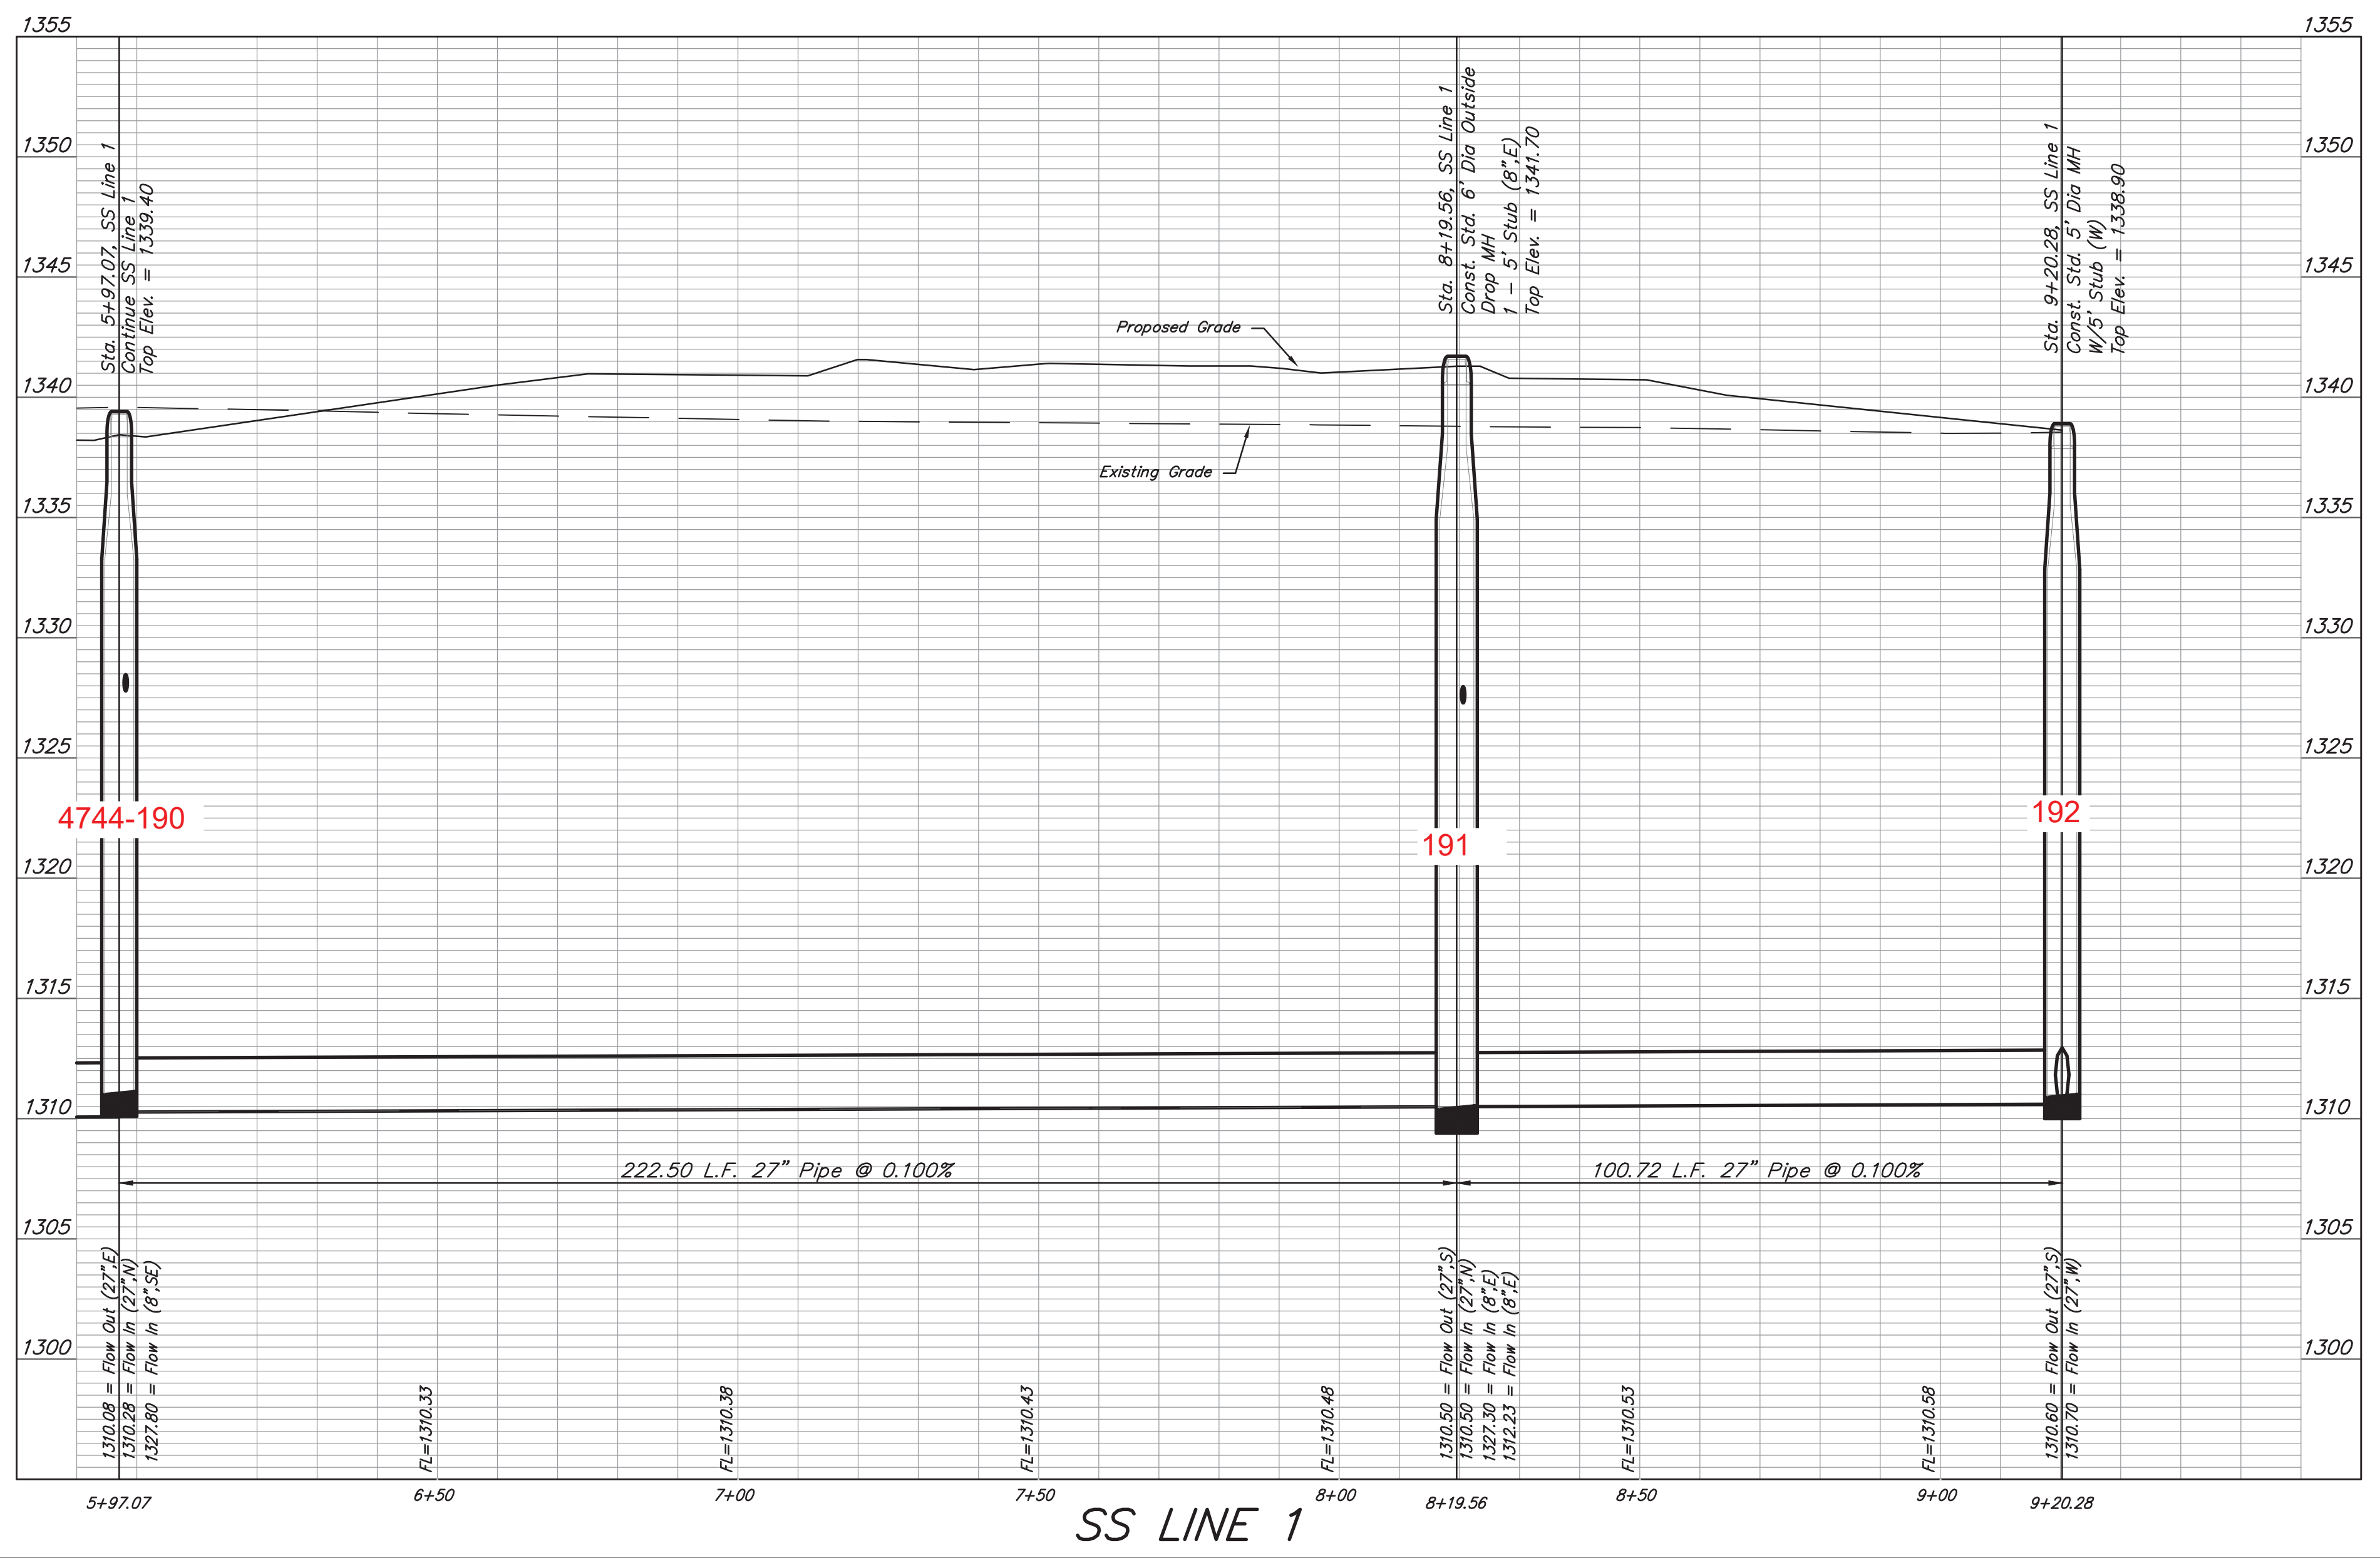 1355
1355
1350
1350
1345
1345
1340
1340
1335
1335
1330
1330
1325
1325
1320
1320
1315
1315
1310
1310
1305
1305
1300
1300
Sta. 5+97.07, SS Line 1
Continue SS Line 1
Top Elev. = 1339.40
Sta. 8+19.56, SS Line 1
Const. Std. 6' Dia Outside
Drop MH
1 - 5' Stub (8",E)
Top Elev. = 1341.70
Sta. 9+20.28, SS Line 1
Const. Std. 5' Dia MH
W/5' Stub (W)
Top Elev. = 1338.90
Proposed Grade
Existing Grade
4744-190
191
192
222.50 L.F. 27" Pipe @ 0.100%
100.72 L.F. 27" Pipe @ 0.100%
1310.08 = Flow Out (27",E)
1310.28 = Flow In (27",N)
1327.80 = Flow In (8",SE)
FL=1310.33
FL=1310.38
FL=1310.43
FL=1310.48
1310.50 = Flow Out (27",S)
1310.50 = Flow In (27",N)
1327.30 = Flow In (8",E)
1312.23 = Flow In (8",E)
FL=1310.53
FL=1310.58
1310.60 = Flow Out (27",S)
1310.70 = Flow In (27",W)
5+97.07
6+50
7+00
7+50
8+00
8+19.56
8+50
9+00
9+20.28
SS LINE 1